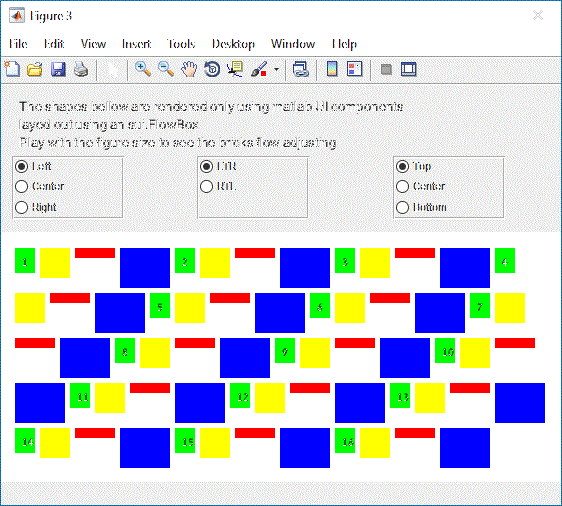 Figure 3
File Edit View Insert Tools Desktop Window Help
The shapes bellow are rendered only using matlab UI components
layed out using an sui.FlowBox
Play with the figure size to see the bricks flow adjusting
Left LTR Top
Center RTL Center
Right Bottom
1 2 3 4
5 6 7
8 9 10
11 12 13
14 15 16